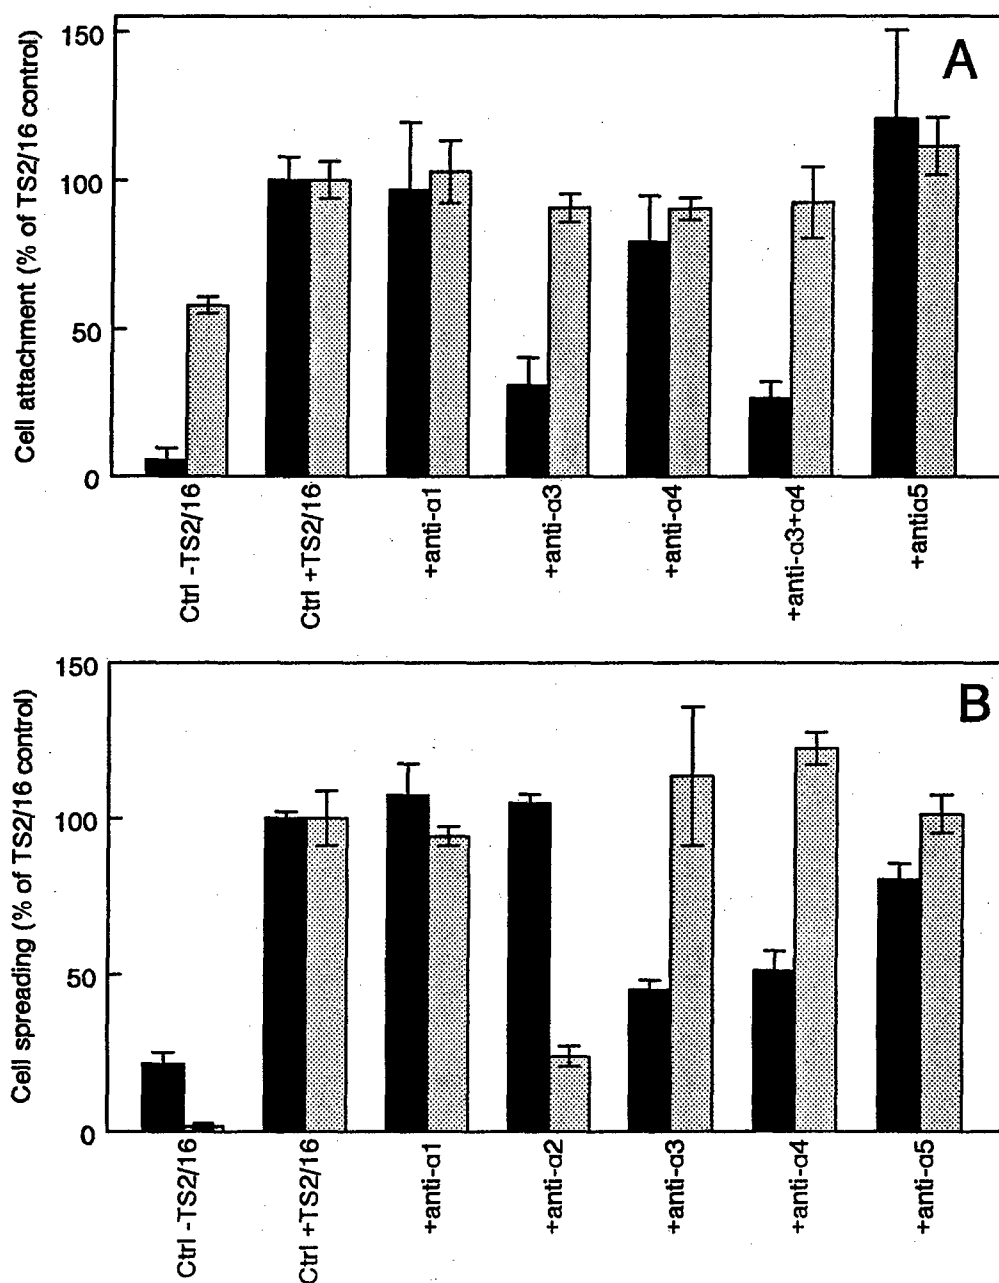 A
Cell attachment (% of TS2/16 control)
150
100
50
0
Ctrl -TS2/16
Ctrl +TS2/16
+anti-α1
+anti-α3
+anti-α4
+anti-α3+α4
+antiα5
B
Cell spreading (% of TS2/16 control)
150
100
50
0
Ctrl -TS2/16
Ctrl +TS2/16
+anti-α1
+anti-α2
+anti-α3
+anti-α4
+anti-α5